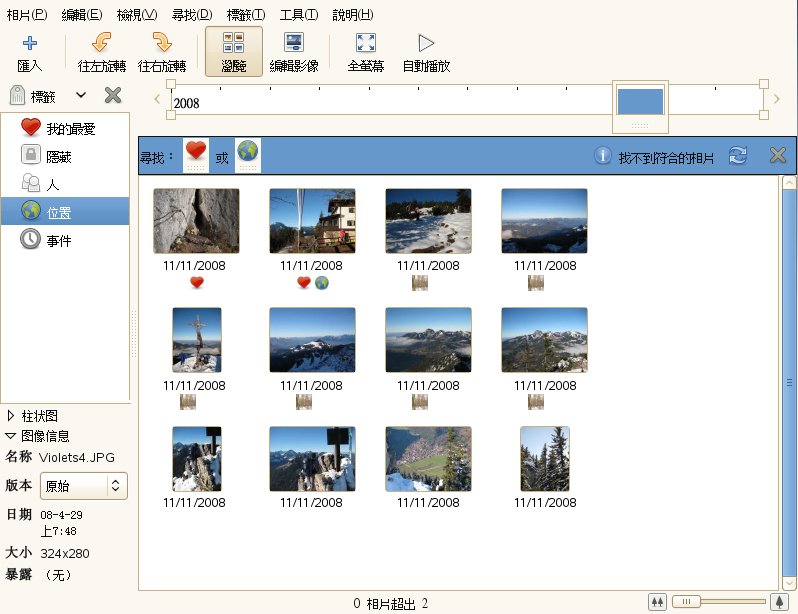 相片(P) 編輯(E) 檢視(V) 尋找(D) 標籤(T) 工具(T) 說明(H)
匯入 往左旋轉 往右旋轉 瀏覽 編輯影像 全螢幕 自動播放
標籤
2008
我的最愛
隱藏
人
位置
事件
尋找： 或 找不到符合的相片
11/11/2008 11/11/2008 11/11/2008 11/11/2008
11/11/2008 11/11/2008 11/11/2008 11/11/2008
11/11/2008 11/11/2008 11/11/2008 11/11/2008
柱状图
图像信息
名称 Violets4.JPG
版本 原始
日期 08-4-29
上7:48
大小 324x280
暴露 （无）
0 相片超出 2